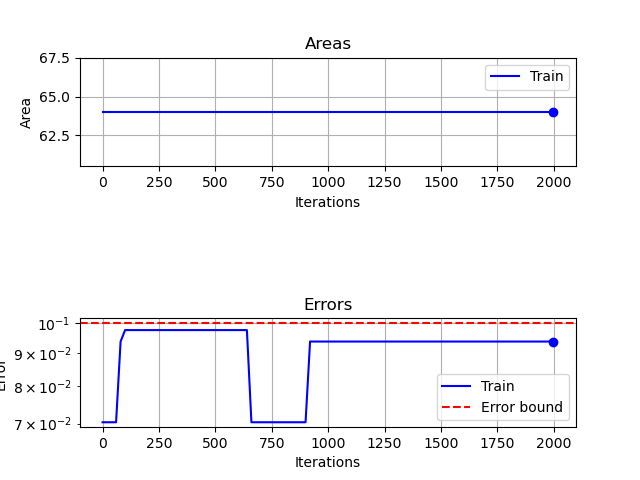 Areas
67.5
65.0
62.5
Area
Train
0 250 500 750 1000 1250 1500 1750 2000
Iterations
Errors
10⁻¹
9 × 10⁻²
8 × 10⁻²
7 × 10⁻²
Error
Train
Error bound
0 250 500 750 1000 1250 1500 1750 2000
Iterations